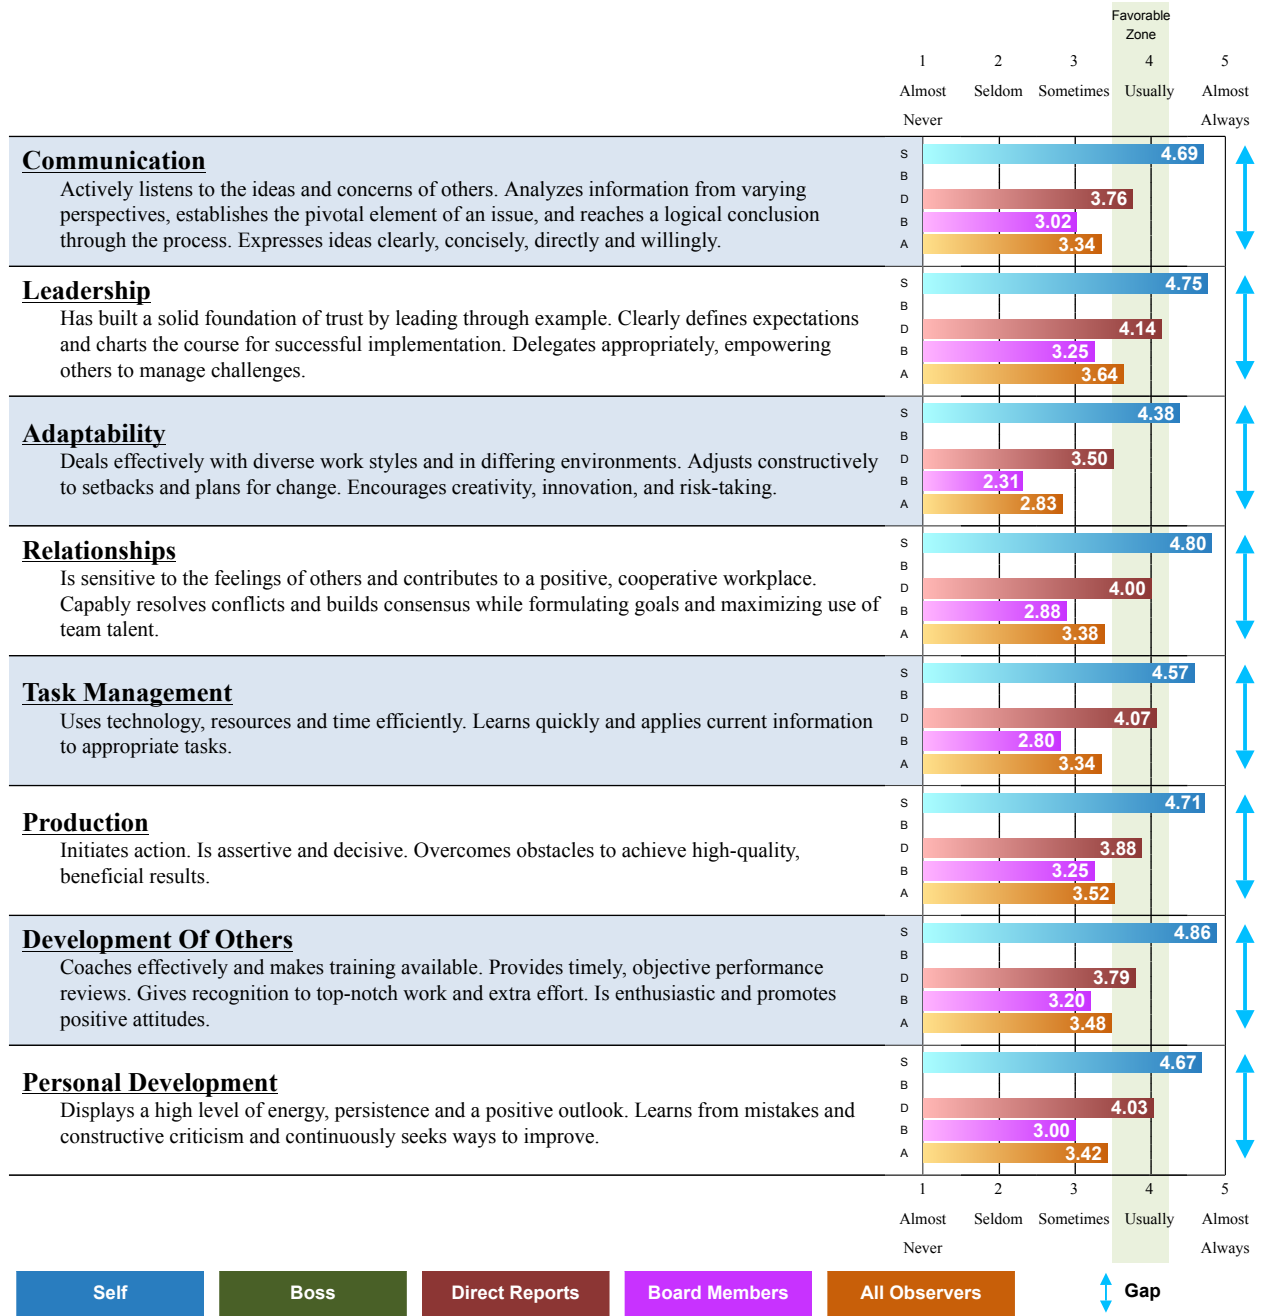 Favorable
Zone
1 2 3 4 5
Almost Seldom Sometimes Usually Almost
Never Always
Communication
Actively listens to the ideas and concerns of others. Analyzes information from varying
perspectives, establishes the pivotal element of an issue, and reaches a logical conclusion
through the process. Expresses ideas clearly, concisely, directly and willingly.
S 4.69
B
D 3.76
B 3.02
A 3.34
Leadership
Has built a solid foundation of trust by leading through example. Clearly defines expectations
and charts the course for successful implementation. Delegates appropriately, empowering
others to manage challenges.
S 4.75
B
D 4.14
B 3.25
A 3.64
Adaptability
Deals effectively with diverse work styles and in differing environments. Adjusts constructively
to setbacks and plans for change. Encourages creativity, innovation, and risk-taking.
S 4.38
B
D 3.50
B 2.31
A 2.83
Relationships
Is sensitive to the feelings of others and contributes to a positive, cooperative workplace.
Capably resolves conflicts and builds consensus while formulating goals and maximizing use of
team talent.
S 4.80
B
D 4.00
B 2.88
A 3.38
Task Management
Uses technology, resources and time efficiently. Learns quickly and applies current information
to appropriate tasks.
S 4.57
B
D 4.07
B 2.80
A 3.34
Production
Initiates action. Is assertive and decisive. Overcomes obstacles to achieve high-quality,
beneficial results.
S 4.71
B
D 3.88
B 3.25
A 3.52
Development Of Others
Coaches effectively and makes training available. Provides timely, objective performance
reviews. Gives recognition to top-notch work and extra effort. Is enthusiastic and promotes
positive attitudes.
S 4.86
B
D 3.79
B 3.20
A 3.48
Personal Development
Displays a high level of energy, persistence and a positive outlook. Learns from mistakes and
constructive criticism and continuously seeks ways to improve.
S 4.67
B
D 4.03
B 3.00
A 3.42
1 2 3 4 5
Almost Seldom Sometimes Usually Almost
Never Always
Self Boss Direct Reports Board Members All Observers Gap